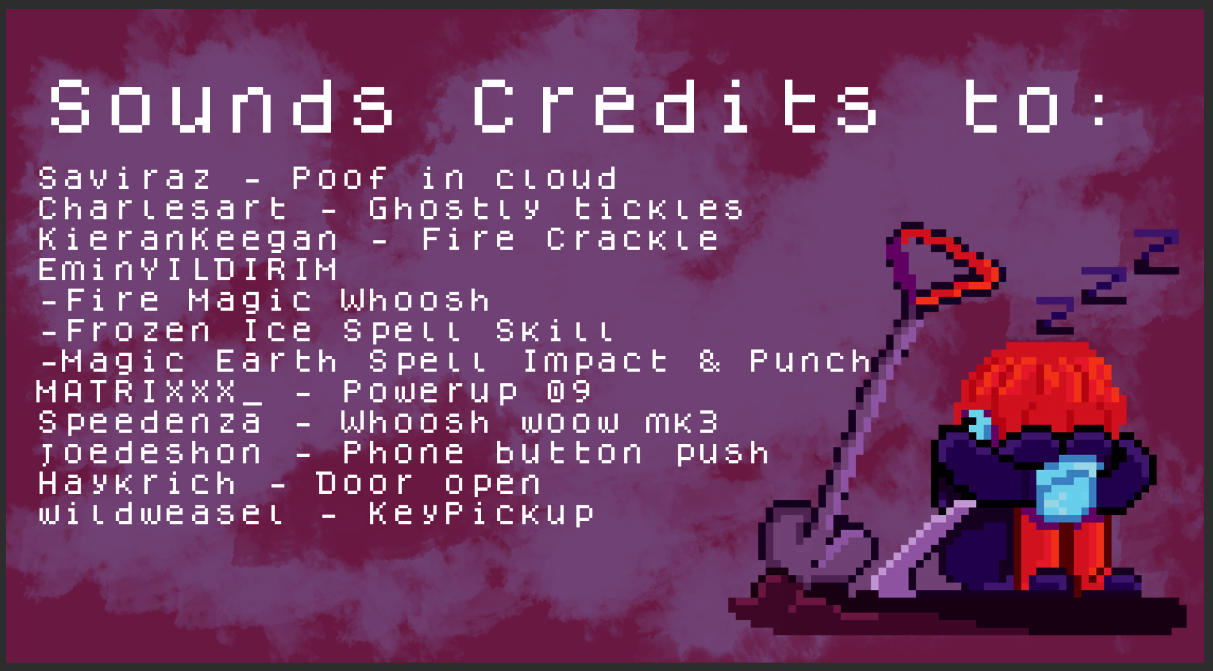 Sounds Credits to:
Saviraz - Poof in cloud
Charlesart - Ghostly tickles
KieranKeegan - Fire Crackle
EminYILDIRIM
-Fire Magic Whoosh
-Frozen Ice Spell Skill
-Magic Earth Spell Impact & Punch
MATRIXXX_ - Powerup 09
Speedenza - Whoosh woow mk3
joedeshon - Phone button push
Haykrich - Door open
wildweasel - KeyPickup
Z
Z
Z